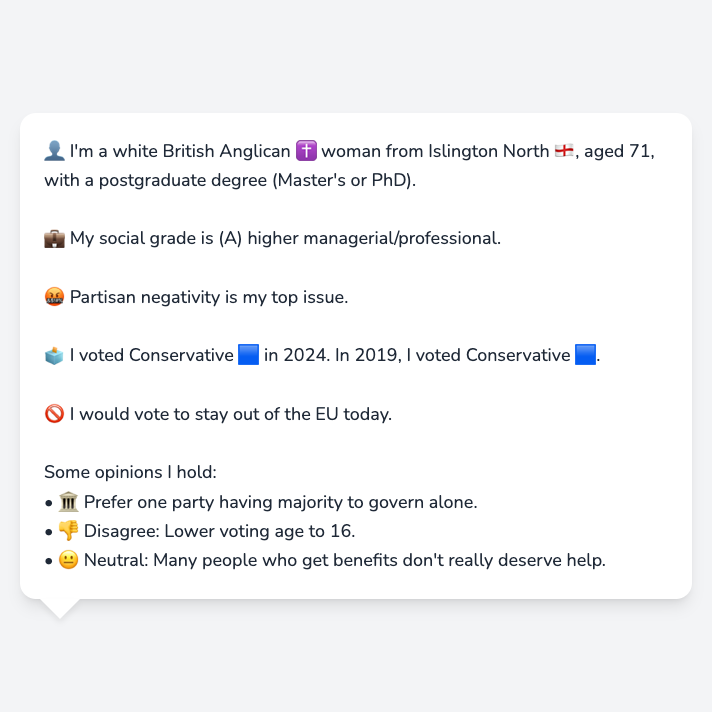 👤 I'm a white British Anglican ✝️ woman from Islington North 🏴󠁧󠁢󠁥󠁮󠁧󠁿, aged 71,
with a postgraduate degree (Master's or PhD).
💼 My social grade is (A) higher managerial/professional.
🤬 Partisan negativity is my top issue.
🗳️ I voted Conservative 🟦 in 2024. In 2019, I voted Conservative 🟦.
🚫 I would vote to stay out of the EU today.
Some opinions I hold:
• 🏛️ Prefer one party having majority to govern alone.
• 👎 Disagree: Lower voting age to 16.
• 😐 Neutral: Many people who get benefits don't really deserve help.